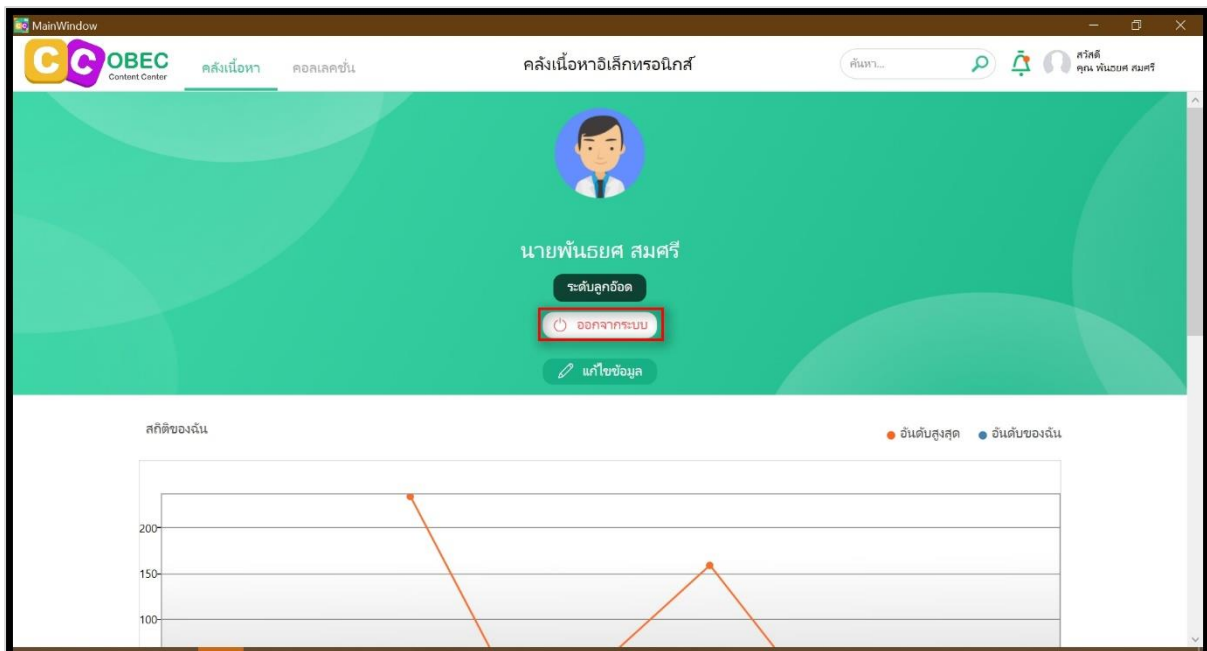 MainWindow
CC OBEC
Content Center
คลังเนื้อหา
คอลเลคชั่น
คลังเนื้อหาอิเล็กทรอนิกส์
ค้นหา...
สวัสดี
คุณ พันธยศ สมศรี
นายพันธยศ สมศรี
ระดับลูกอ๊อด
ออกจากระบบ
แก้ไขข้อมูล
สถิติของฉัน
อันดับสูงสุด
อันดับของฉัน
200
150
100